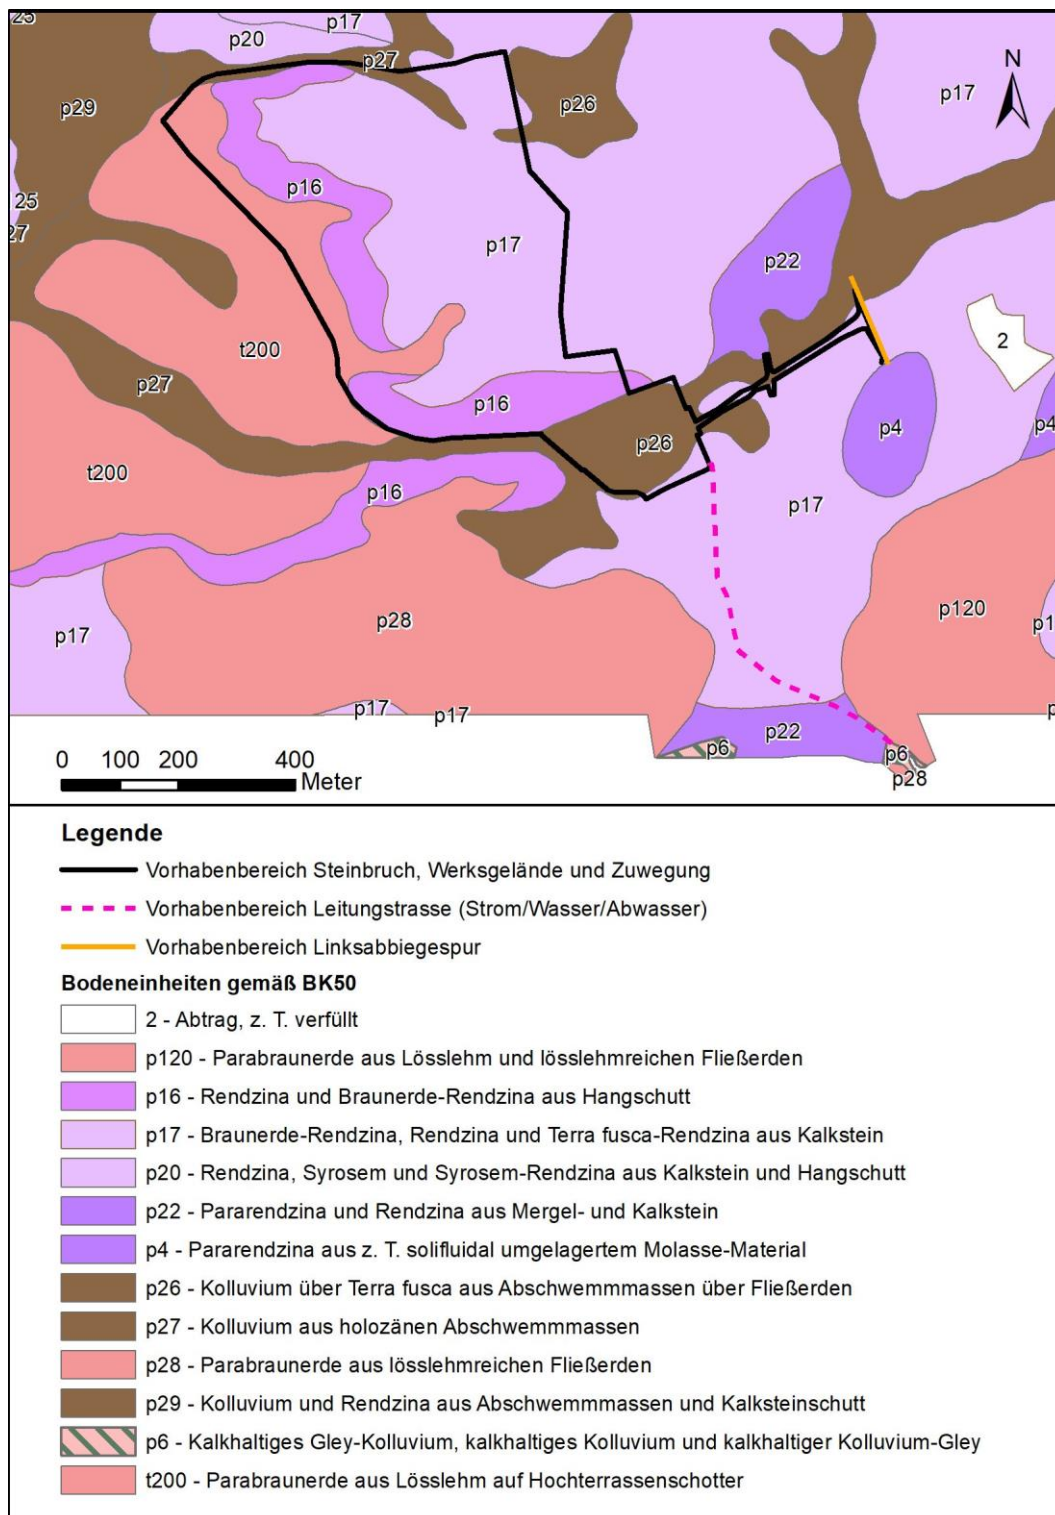 25
p17
p20
p27
N
p29
p26
p17
p16
25
27
p17
p22
t200
2
p27
p16
p4
p4
p26
t200
p16
p17
p28
p120
p1
p17
p17
p17
p
p22
p6
p6
p28
0 100 200 400
Meter
Legende
Vorhabenbereich Steinbruch, Werksgelände und Zuwegung
Vorhabenbereich Leitungstrasse (Strom/Wasser/Abwasser)
Vorhabenbereich Linksabbiegespur
Bodeneinheiten gemäß BK50
2 - Abtrag, z. T. verfüllt
p120 - Parabraunerde aus Lösslehm und lösslehmreichen Fließerden
p16 - Rendzina und Braunerde-Rendzina aus Hangschutt
p17 - Braunerde-Rendzina, Rendzina und Terra fusca-Rendzina aus Kalkstein
p20 - Rendzina, Syrosem und Syrosem-Rendzina aus Kalkstein und Hangschutt
p22 - Pararendzina und Rendzina aus Mergel- und Kalkstein
p4 - Pararendzina aus z. T. solifluidal umgelagertem Molasse-Material
p26 - Kolluvium über Terra fusca aus Abschwemmmassen über Fließerden
p27 - Kolluvium aus holozänen Abschwemmmassen
p28 - Parabraunerde aus lösslehmreichen Fließerden
p29 - Kolluvium und Rendzina aus Abschwemmmassen und Kalksteinschutt
p6 - Kalkhaltiges Gley-Kolluvium, kalkhaltiges Kolluvium und kalkhaltiger Kolluvium-Gley
t200 - Parabraunerde aus Lösslehm auf Hochterrassenschotter